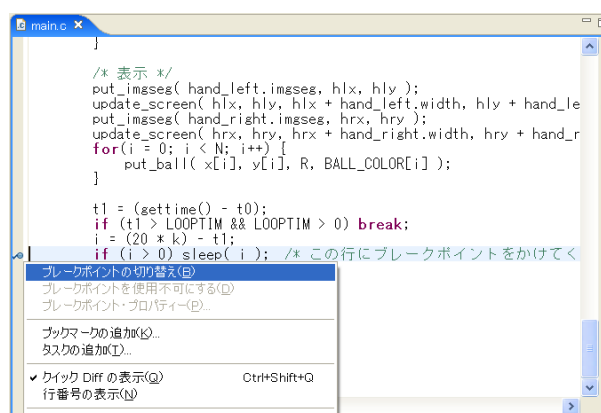 main.c
}
/* 表示 */
put_imgseg( hand_left.imgseg, hlx, hly );
update_screen( hlx, hly, hlx + hand_left.width, hly + hand_le
put_imgseg( hand_right.imgseg, hrx, hry );
update_screen( hrx, hry, hrx + hand_right.width, hry + hand_r
for(i = 0; i < N; i++) {
put_ball( x[i], y[i], R, BALL_COLOR[i] );
}
t1 = (gettime() - t0);
if (t1 > LOOPTIM && LOOPTIM > 0) break;
i = (20 * k) - t1;
if (i > 0) sleep( i ); /* この行にブレークポイントをかけてく
ブレークポイントの切り替え(B)
ブレークポイントを使用不可にする(D)
ブレークポイント・プロパティー(P)...
ブックマークの追加(K)...
タスクの追加(T)...
クイック Diff の表示(Q) Ctrl+Shift+Q
行番号の表示(N)